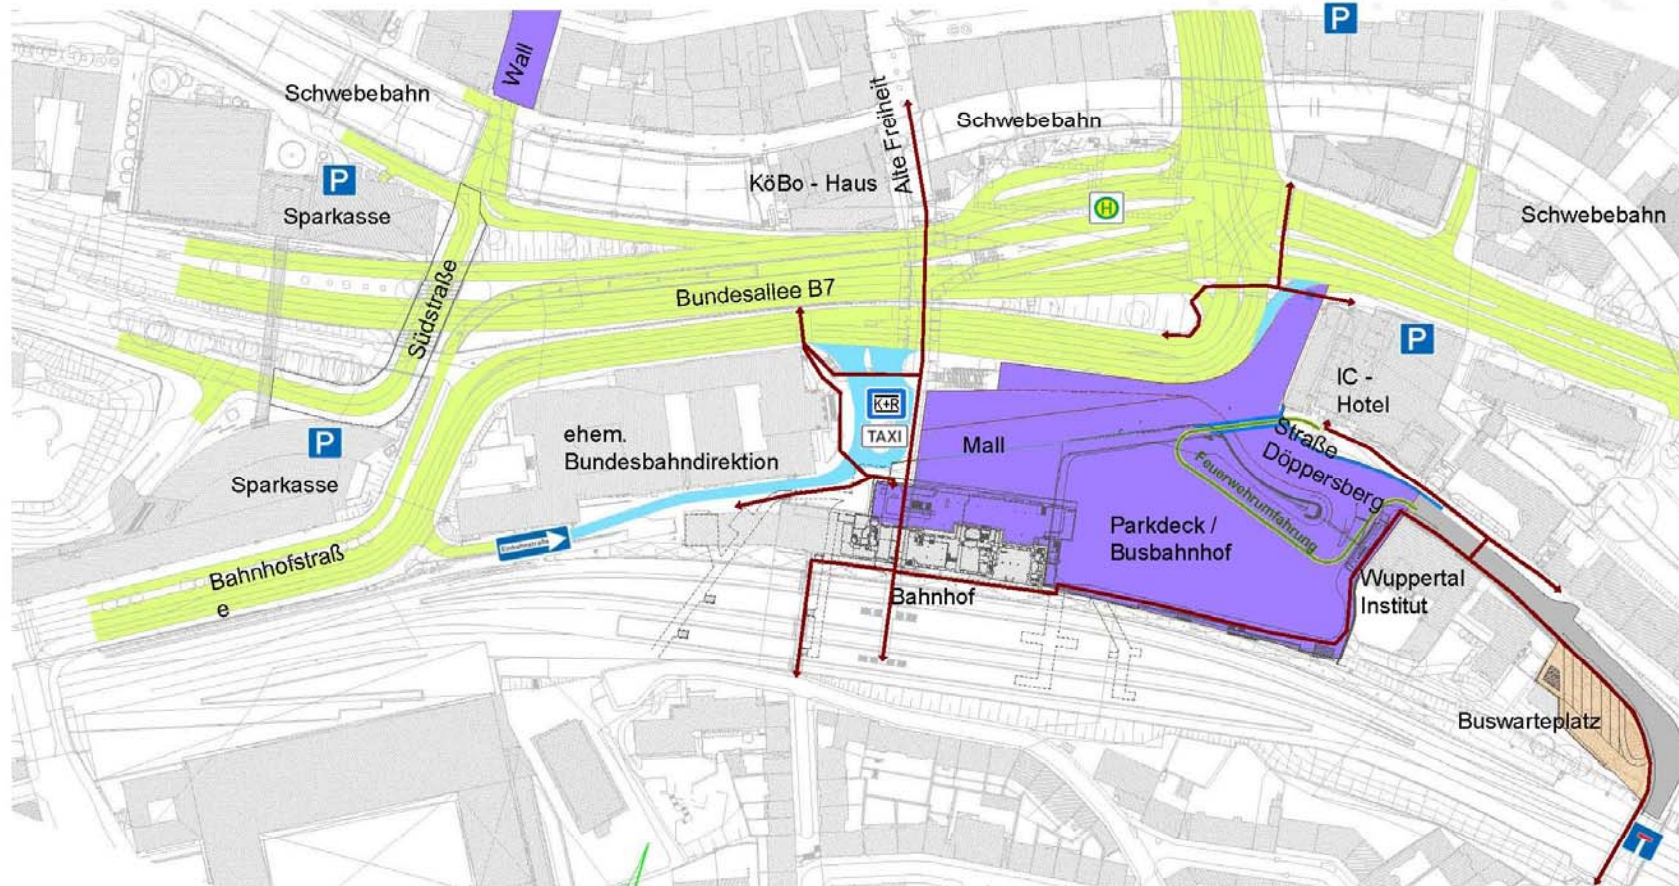 P
Wall
Schwebebahn
Alte Freiheit
Schwebebahn
P
KöBo - Haus
H
Sparkasse
Schwebebahn
Südstraße
Bundesallee B7
P
IC -
Hotel
K+R
TAXI
ehem.
Bundesbahndirektion
Mall
Straße
Döppersberg
P
Sparkasse
Feuerwehrumfahrung
Parkdeck /
Busbahnhof
Einbahnstraße
Bahnhofstraß
e
Wuppertal
Institut
Bahnhof
Buswarteplatz